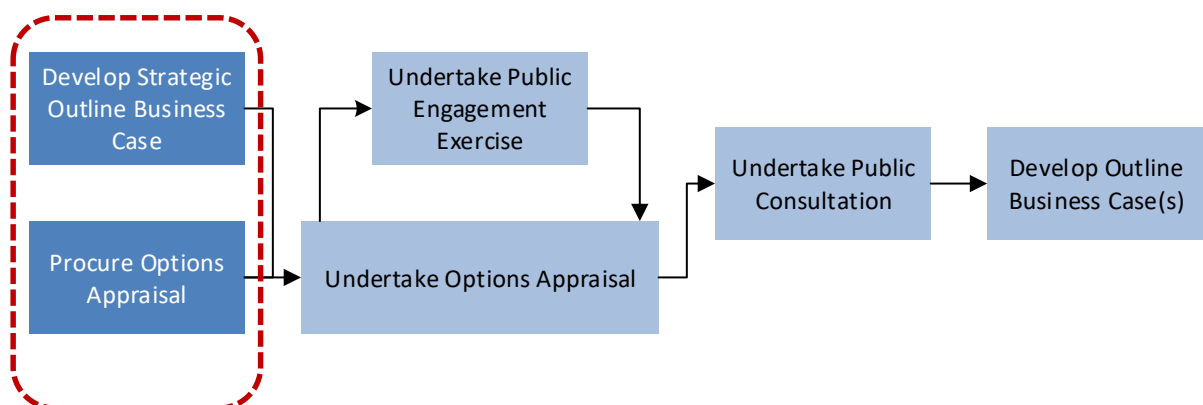 Develop Strategic
Outline Business
Case
Procure Options
Appraisal
Undertake Public
Engagement
Exercise
Undertake Options Appraisal
Undertake Public
Consultation
Develop Outline
Business Case(s)